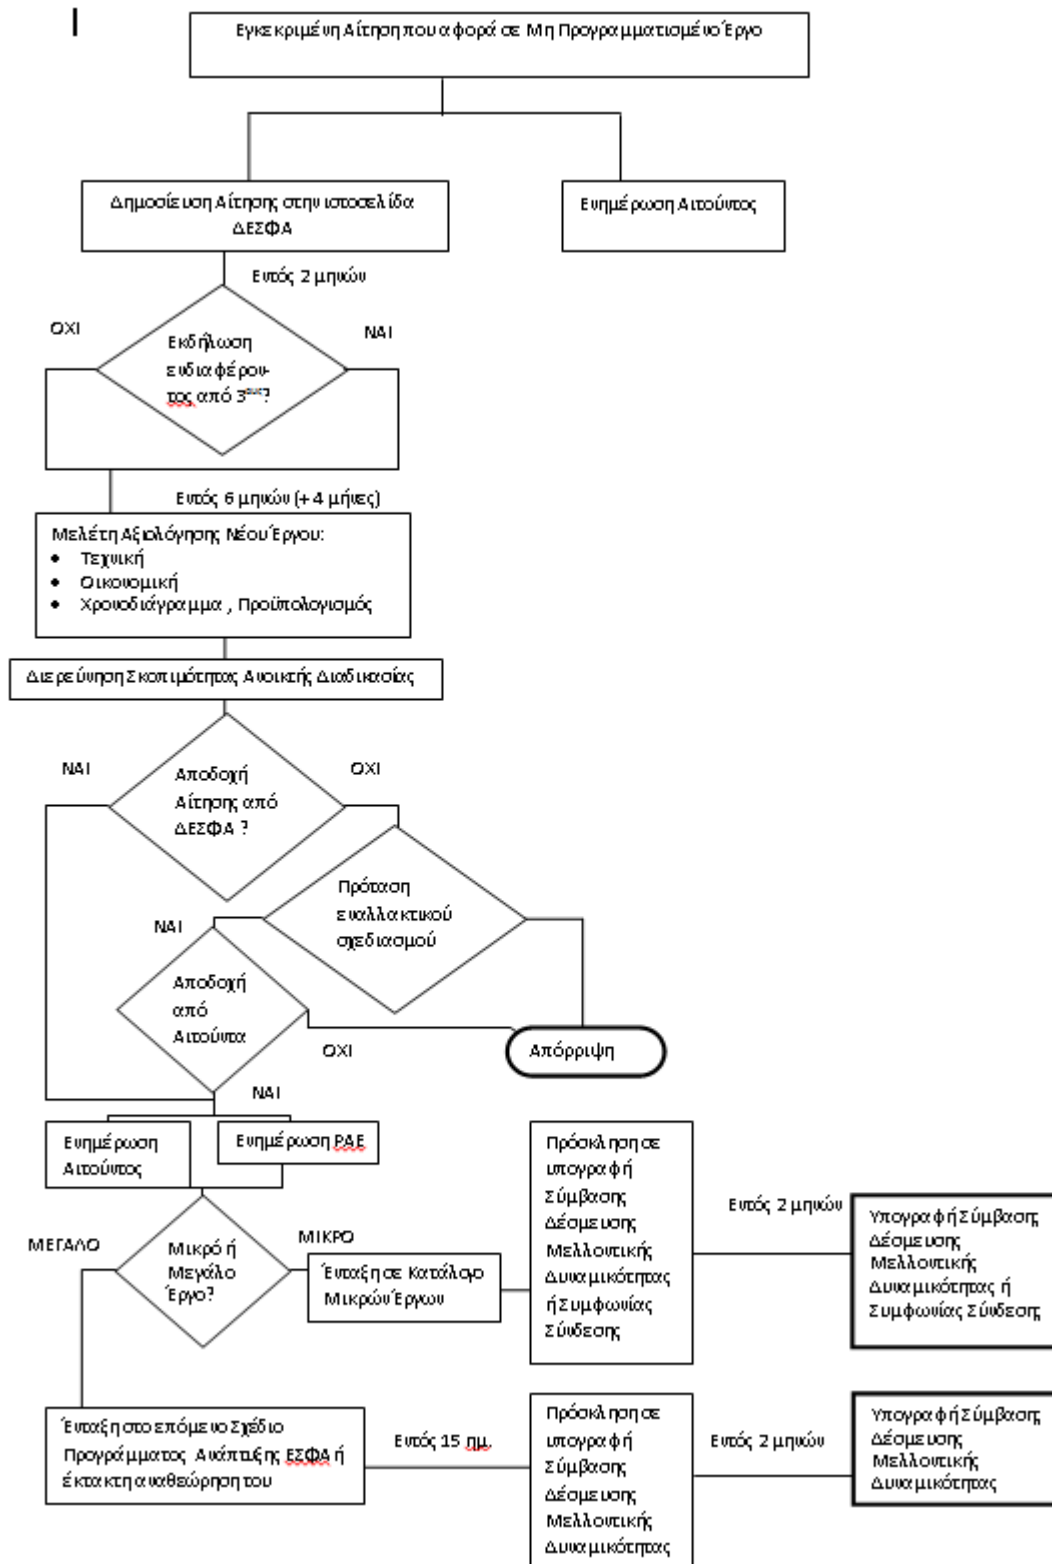 Εγκεκριμένη Αίτηση που αφορά σε Μη Προγραμματισμένο Έργο
Δημοσίευση Αίτησης στην ιστοσελίδα
ΔΕΣΦΑ
Ενημέρωση Αιτούντος
Εντός 2 μηνών
ΟΧΙ
ΝΑΙ
Εκδήλωση
ενδιαφέρον-
τος από 3ους?
Εντός 6 μηνών (+ 4 μήνες)
Μελέτη Αξιολόγησης Νέου Έργου:
• Τεχνική
• Οικονομική
• Χρονοδιάγραμμα , Προϋπολογισμός
Διερεύνηση Σκοπιμότητας Ανοικτής Διαδικασίας
ΝΑΙ
ΟΧΙ
Αποδοχή
Αίτησης από
ΔΕΣΦΑ ?
Πρόταση
εναλλακτικού
σχεδιασμού
ΝΑΙ
Αποδοχή
από
Αιτούντα
ΟΧΙ
Απόρριψη
ΝΑΙ
Ενημέρωση
Αιτούντος
Ενημέρωση ΡΑΕ
ΜΕΓΑΛΟ
ΜΙΚΡΟ
Μικρό ή
Μεγάλο
Έργο?
Ένταξη σε Κατάλογο
Μικρών Έργων
Πρόσκληση σε
υπογραφή
Σύμβασης
Δέσμευσης
Μελλοντικής
Δυναμικότητας
ή Συμφωνίας
Σύνδεσης
Εντός 2 μηνών
Υπογραφή Σύμβασης
Δέσμευσης
Μελλοντικής
Δυναμικότητας ή
Συμφωνίας Σύνδεσης
Ένταξη στο επόμενο Σχέδιο
Προγράμματος Ανάπτυξης ΕΣΦΑ ή
έκτακτη αναθεώρηση του
Εντός 15 ημ.
Πρόσκληση σε
υπογραφή
Σύμβασης
Δέσμευσης
Μελλοντικής
Δυναμικότητας
Εντός 2 μηνών
Υπογραφή Σύμβασης
Δέσμευσης
Μελλοντικής
Δυναμικότητας